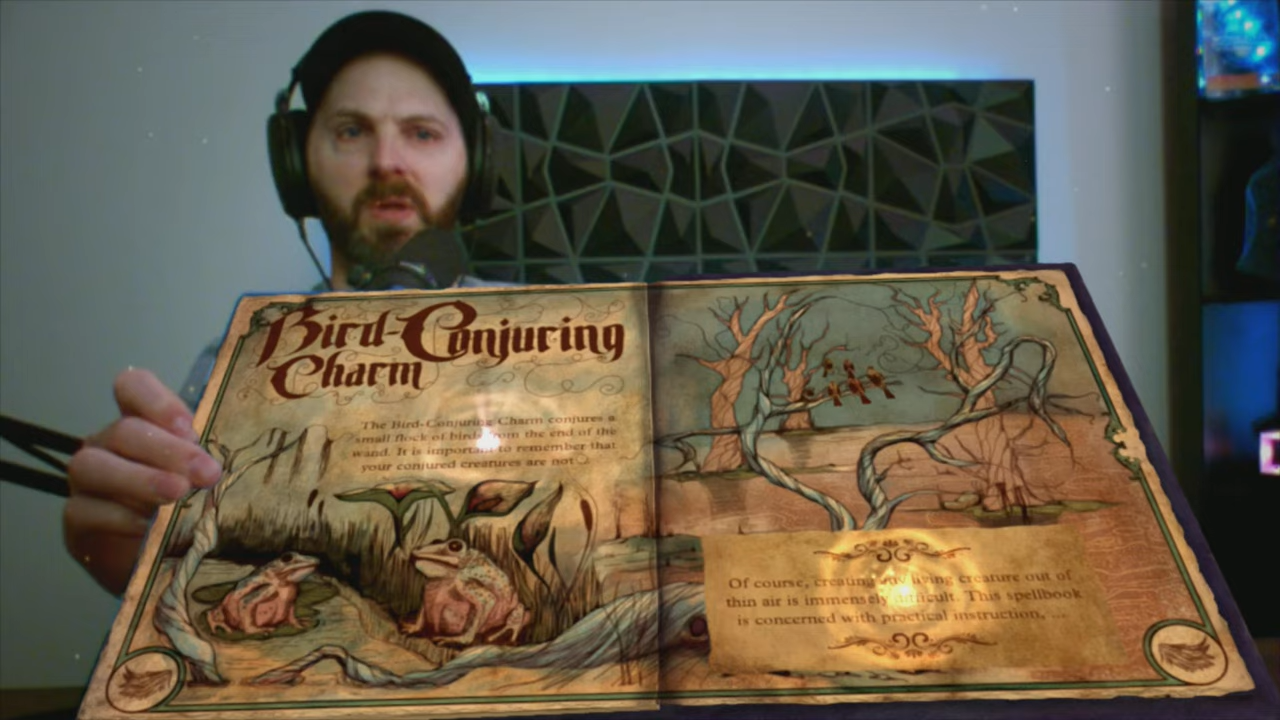 Bird-Conjuring
Charm
The Bird-Conjuring Charm conjures a
small flock of birds from the end of the
wand. It is important to remember that
your conjured creatures are not
Of course, creating any living creature out of
thin air is immensely difficult. This spellbook
is concerned with practical instruction, ...